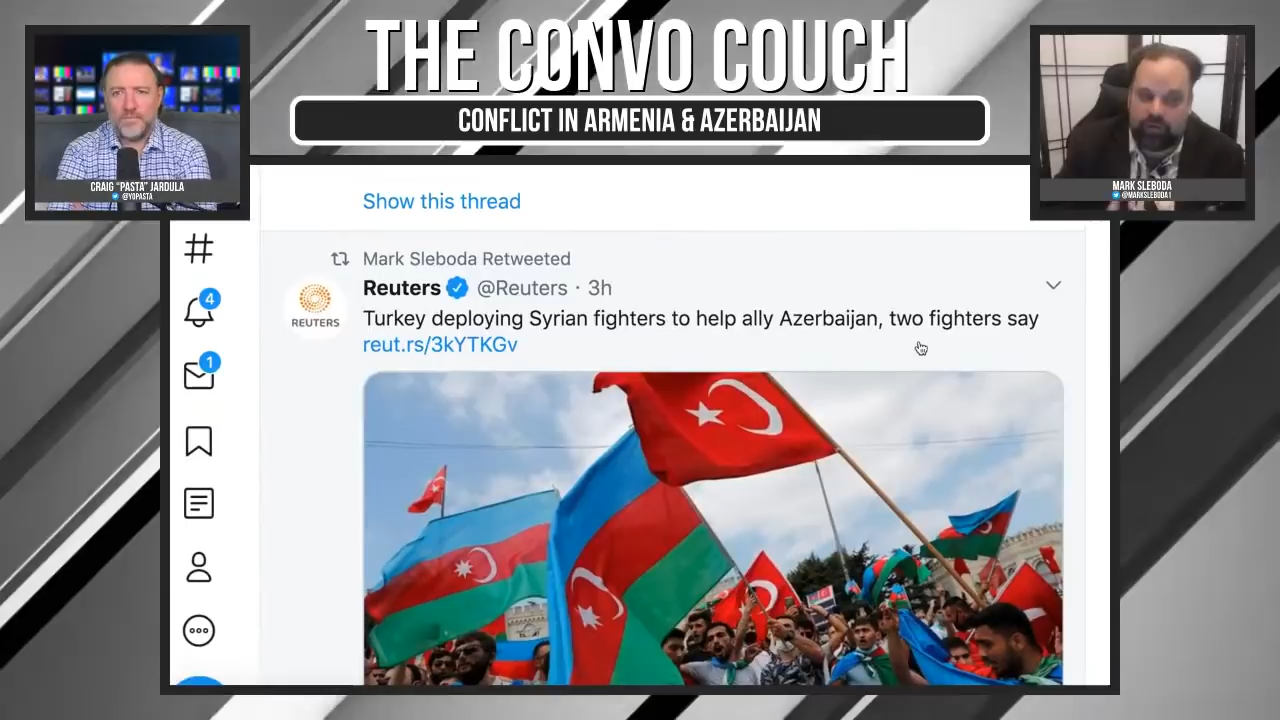 THE CONVO COUCH
CONFLICT IN ARMENIA & AZERBAIJAN
CRAIG "PASTA" JARDULA
@YOPASTA
MARK SLEBODA
@MARKSLEBODA1
Show this thread
Mark Sleboda Retweeted
Reuters @Reuters · 3h
REUTERS
Turkey deploying Syrian fighters to help ally Azerbaijan, two fighters say
reut.rs/3kYTKGv
4
1